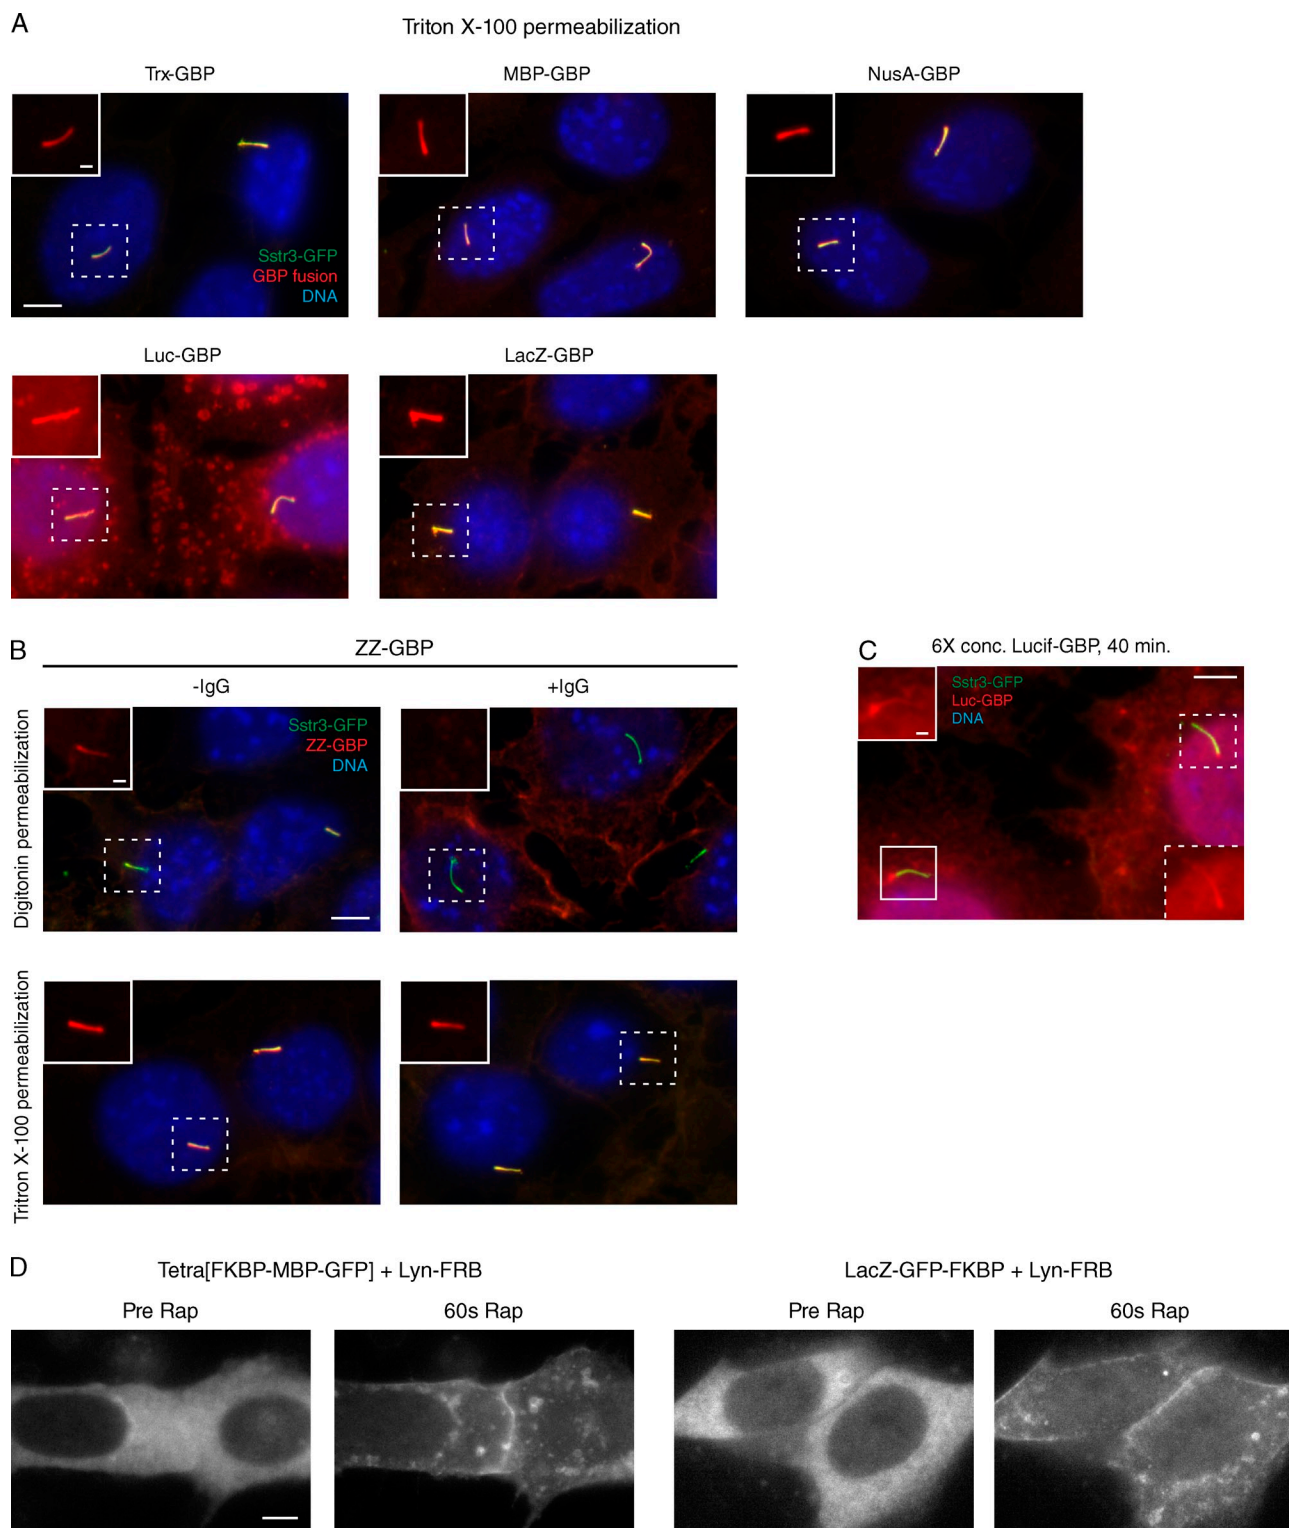 A
Triton X-100 permeabilization
Trx-GBP
MBP-GBP
NusA-GBP
Sstr3-GFP
GBP fusion
DNA
Luc-GBP
LacZ-GBP
B
ZZ-GBP
-IgG
+IgG
Digitonin permeabilization
Sstr3-GFP
ZZ-GBP
DNA
Tritron X-100 permeabilization
C
6X conc. Lucif-GBP, 40 min.
Sstr3-GFP
Luc-GBP
DNA
D
Tetra[FKBP-MBP-GFP] + Lyn-FRB
LacZ-GFP-FKBP + Lyn-FRB
Pre Rap
60s Rap
Pre Rap
60s Rap